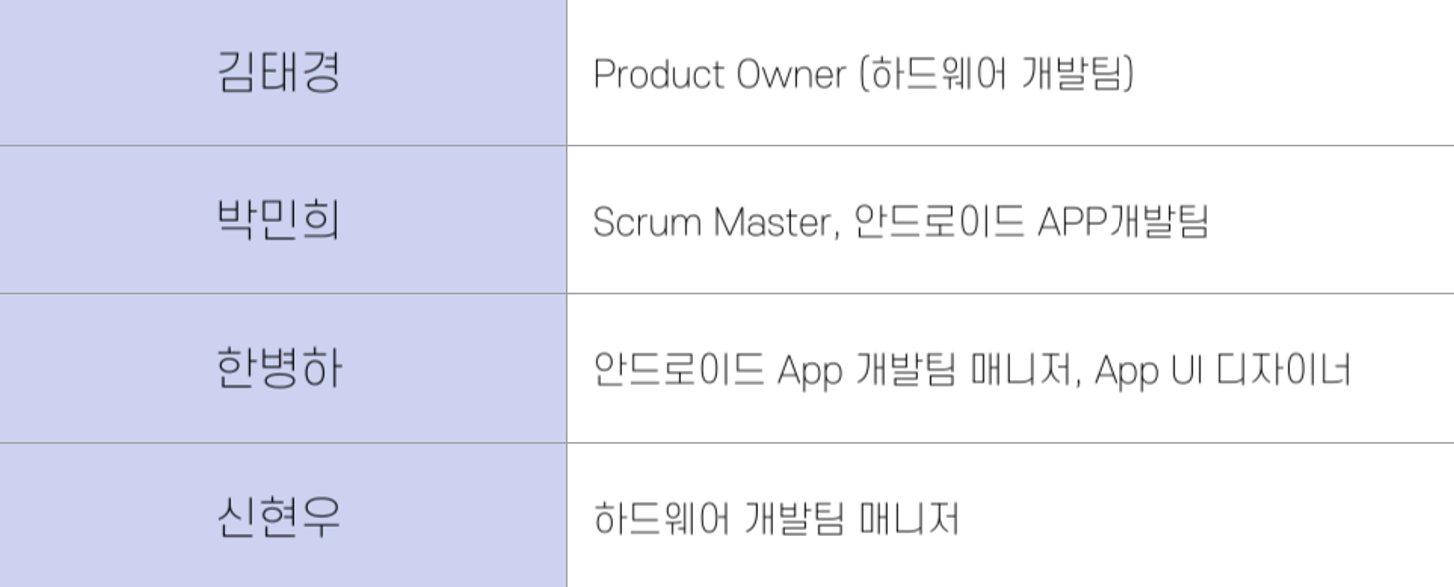 김태경
Product Owner (하드웨어 개발팀)
박민희
Scrum Master, 안드로이드 APP개발팀
한병하
안드로이드 App 개발팀 매니저, App UI 디자이너
신현우
하드웨어 개발팀 매니저